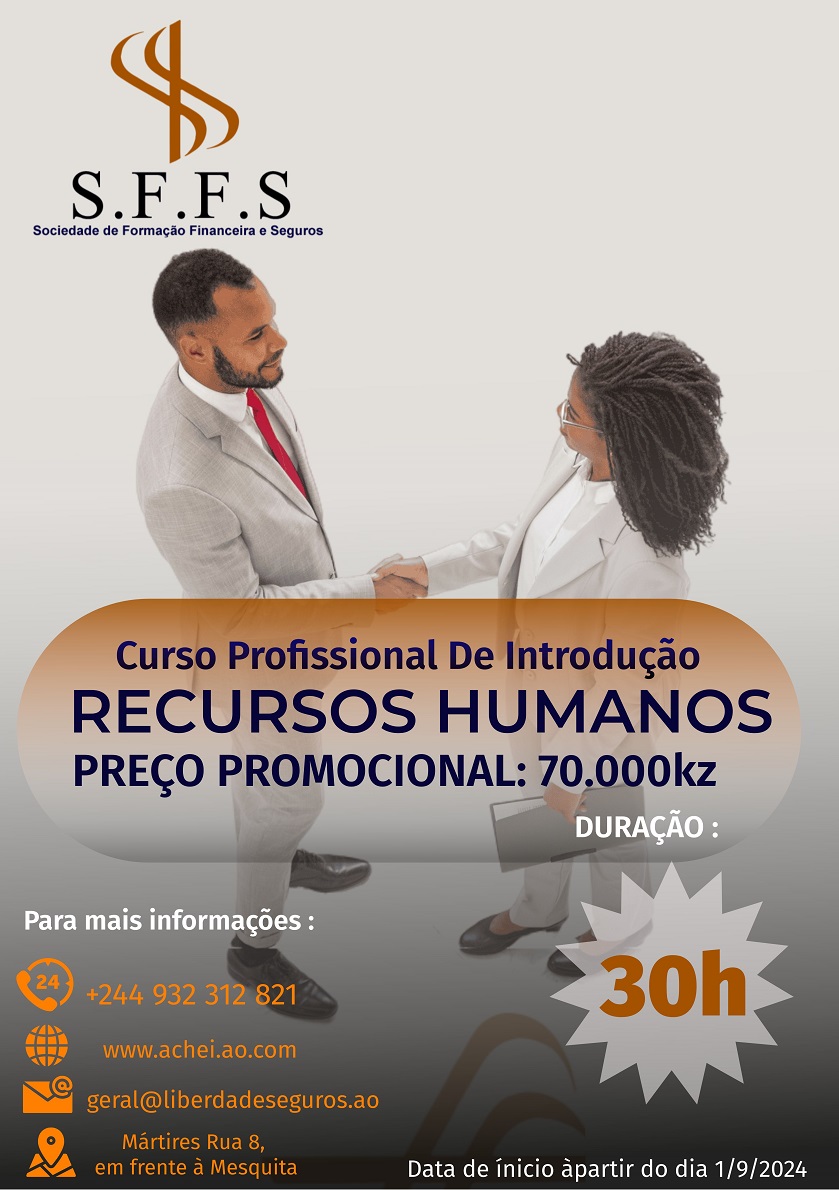 S.F.F.S
Sociedade de Formação Financeira e Seguros
Curso Profissional De Introdução
RECURSOS HUMANOS
PREÇO PROMOCIONAL: 70.000kz
DURAÇÃO :
30h
Para mais informações :
24
+244 932 312 821
www.achei.ao.com
@
geral@liberdadeseguros.ao
Mártires Rua 8,
em frente à Mesquita
Data de ínicio àpartir do dia 1/9/2024